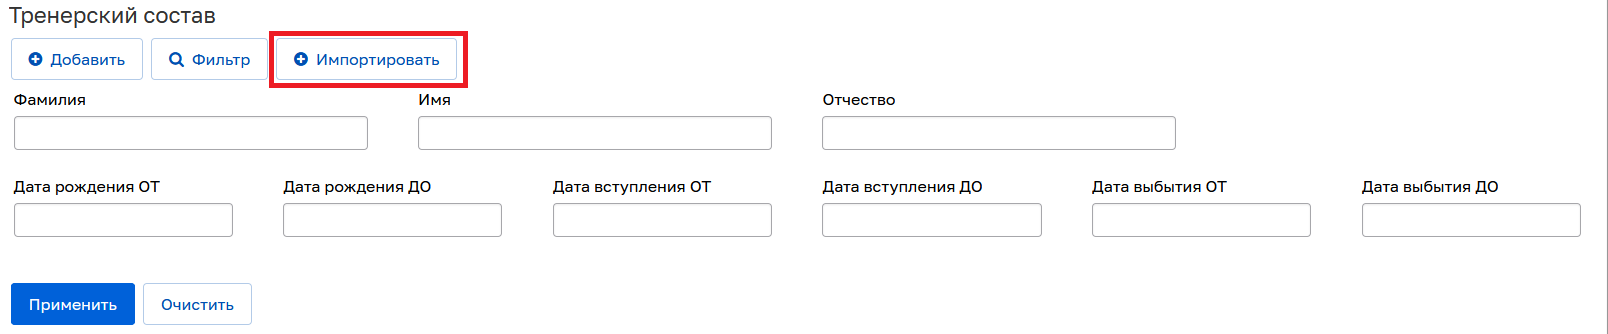 Тренерский состав
Добавить Фильтр Импортировать
Фамилия Имя Отчество
Дата рождения ОТ Дата рождения ДО Дата вступления ОТ Дата вступления ДО Дата выбытия ОТ Дата выбытия ДО
Применить Очистить